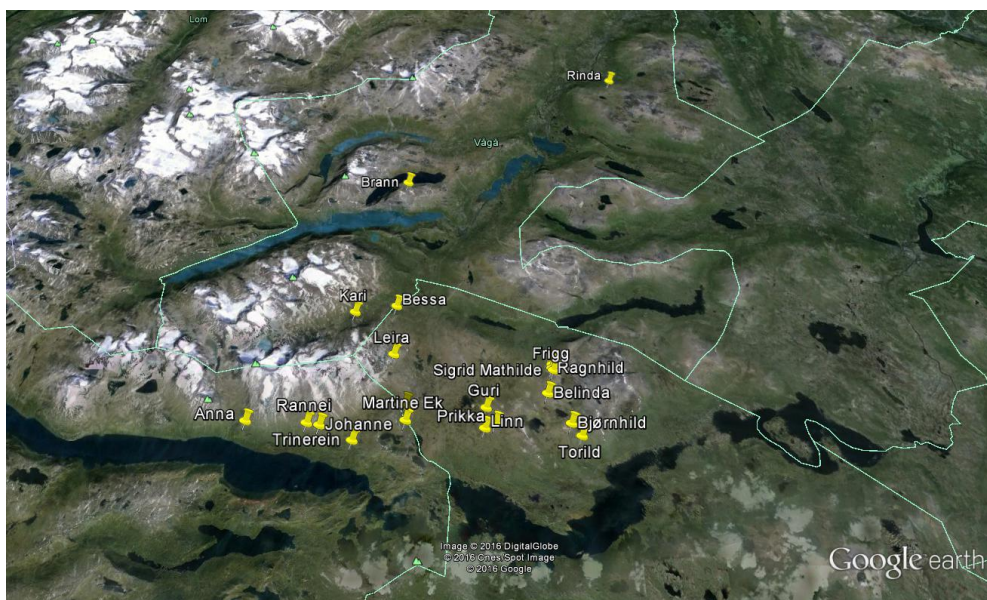 Lom
Rinda
Vågå
Brann
Kari
Bessa
Leira
Frigg
Sigrid Mathilde
Ragnhild
Guri
Belinda
Anna
Rannei
Martine Ek
Prikka
Linn
Johanne
Bjørnhild
Trinerein
Torild
Image © 2016 DigitalGlobe
© 2016 Cnes/Spot Image
© 2016 Google
Google earth